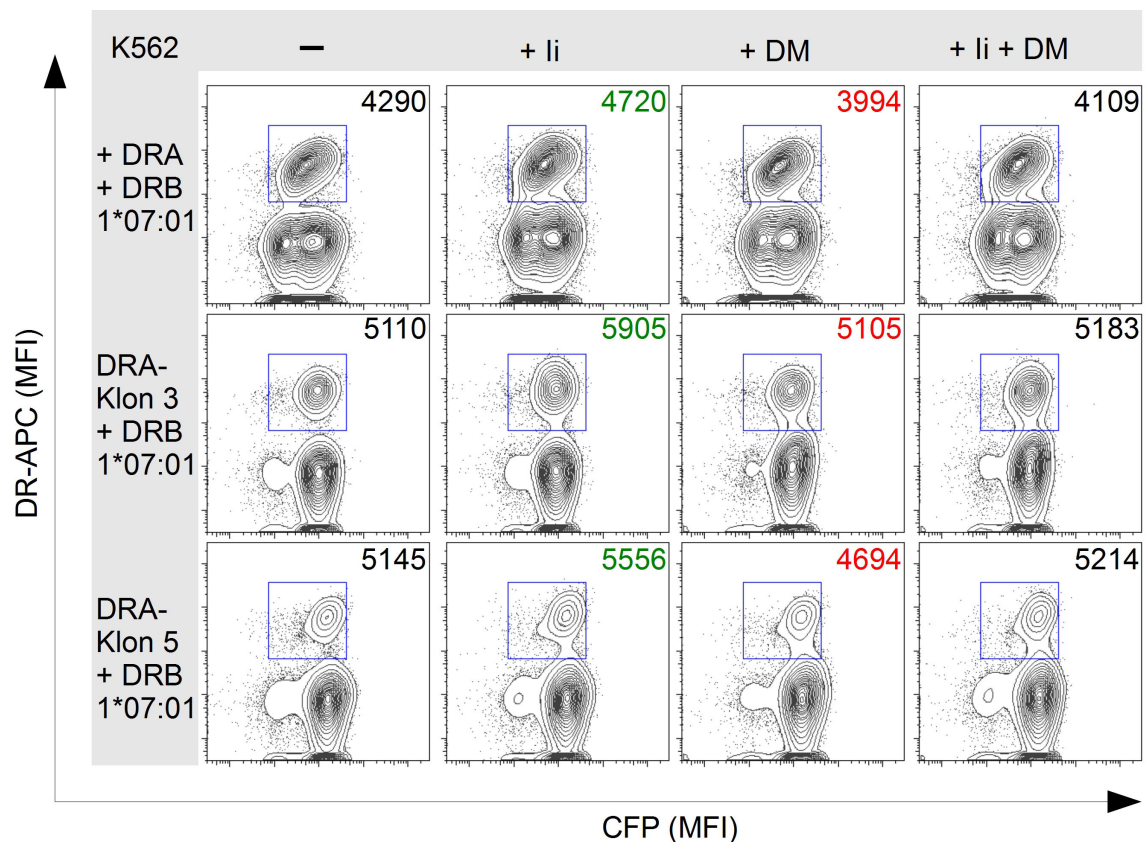 K562 – + Ii + DM + Ii + DM
+ DRA
+ DRB
1*07:01
4290 4720 3994 4109
DRA-
Klon 3
+ DRB
1*07:01
5110 5905 5105 5183
DRA-
Klon 5
+ DRB
1*07:01
5145 5556 4694 5214
DR-APC (MFI)
CFP (MFI)